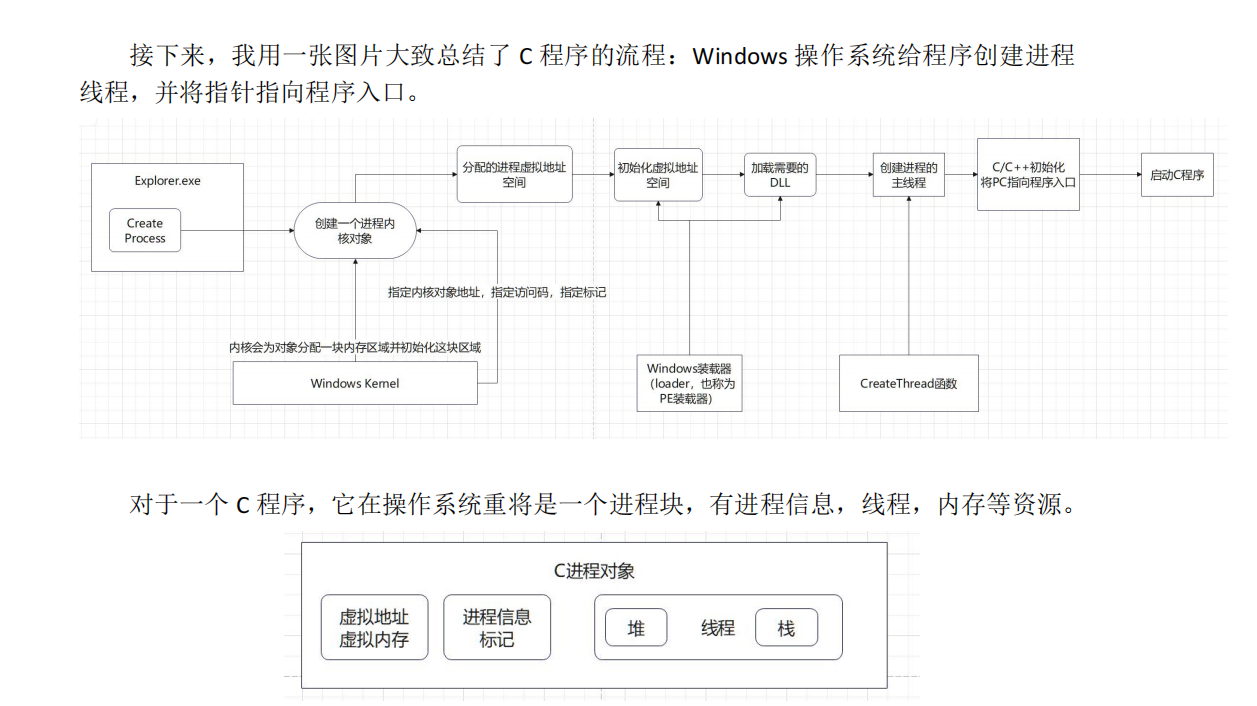 接下来，我用一张图片大致总结了 C 程序的流程：Windows 操作系统给程序创建进程
线程，并将指针指向程序入口。
Explorer.exe
Create
Process
创建一个进程内
核对象
分配的进程虚拟地址
空间
初始化虚拟地址
空间
加载需要的
DLL
创建进程的
主线程
C/C++初始化
将PC指向程序入口
启动C程序
指定内核对象地址，指定访问码，指定标记
内核会为对象分配一块内存区域并初始化这块区域
Windows Kernel
Windows装载器
（loader，也称为
PE装载器）
CreateThread函数
对于一个 C 程序，它在操作系统重将是一个进程块，有进程信息，线程，内存等资源。
C进程对象
虚拟地址
虚拟内存
进程信息
标记
堆
线程
栈